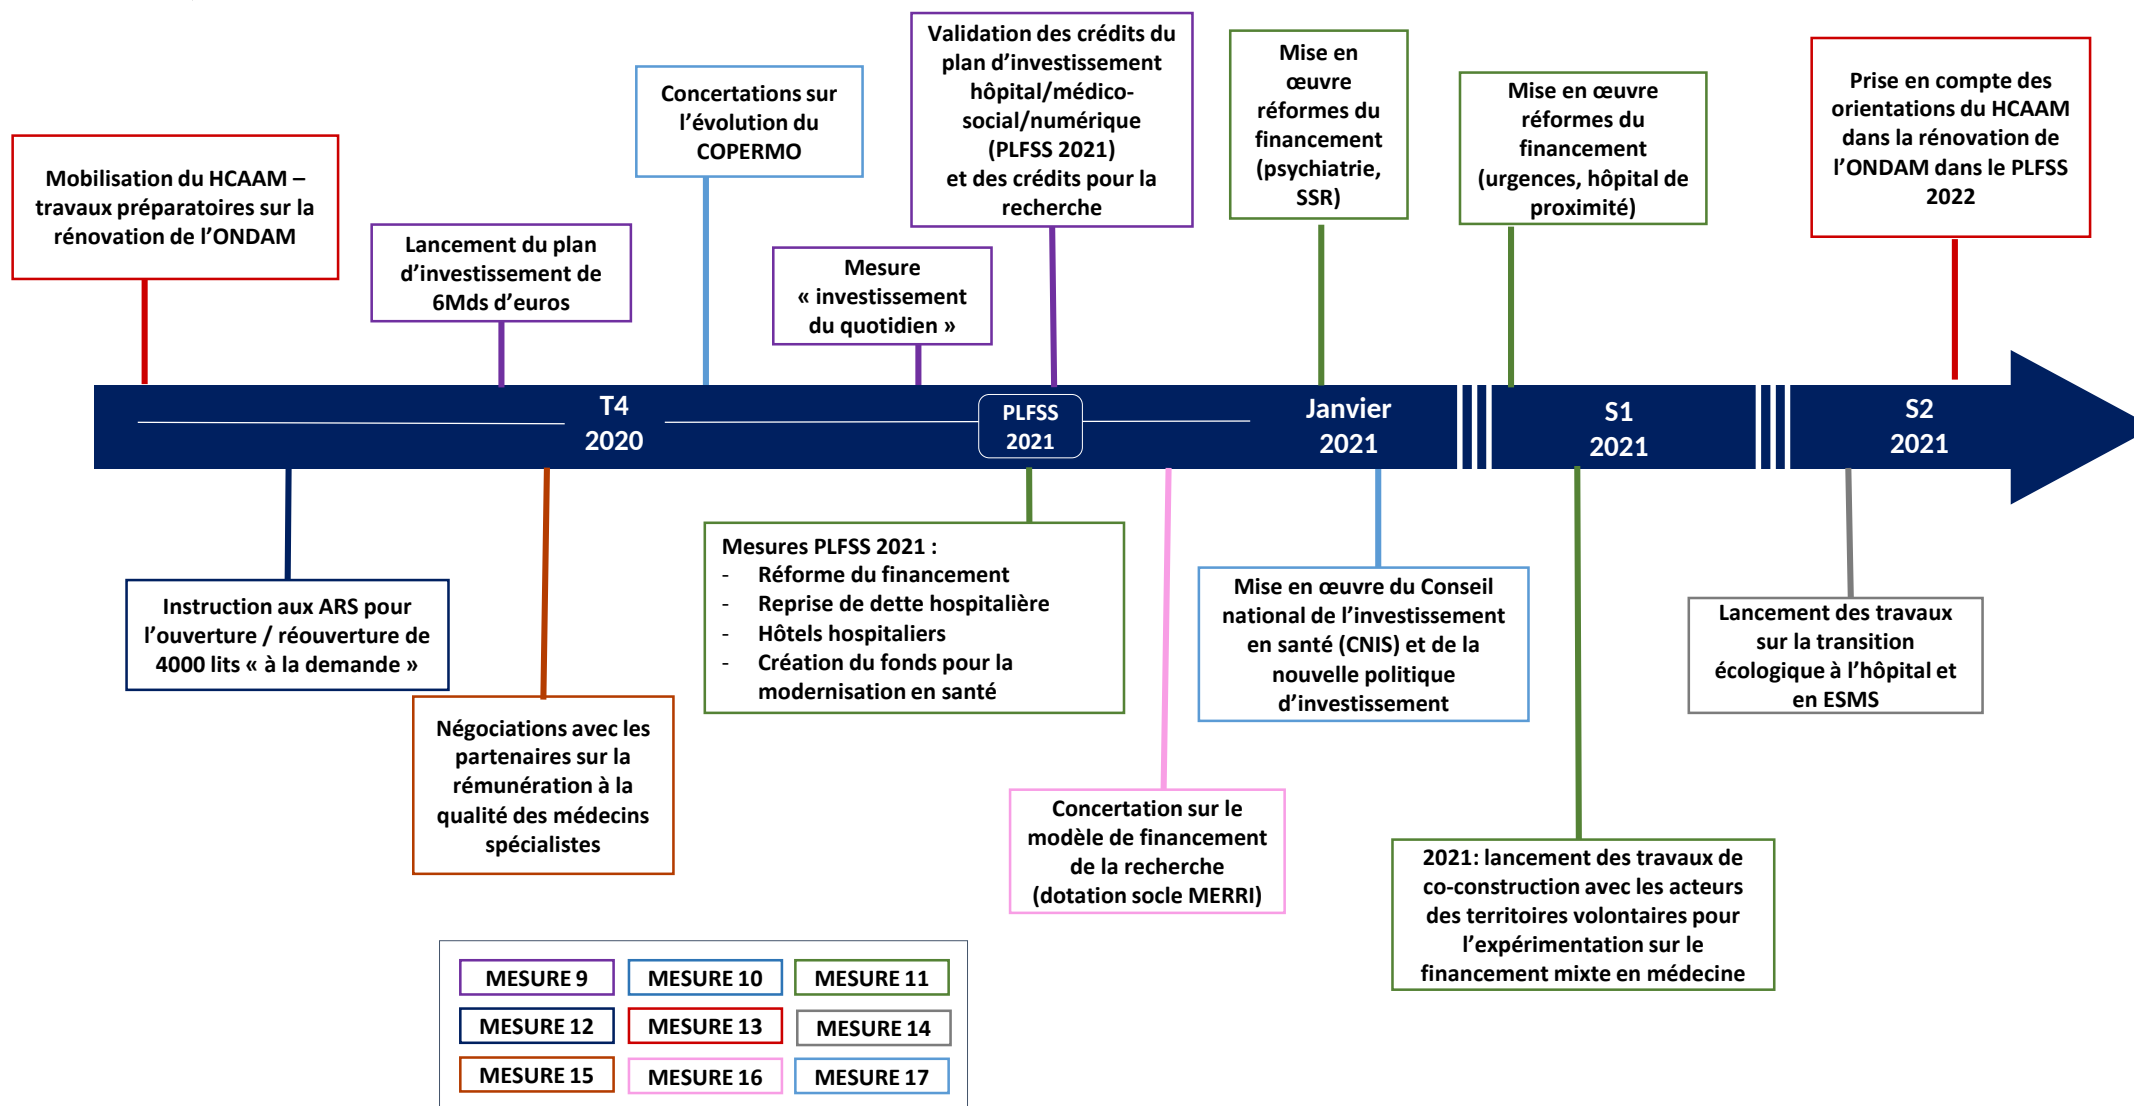 Mobilisation du HCAAM –
travaux préparatoires sur la
rénovation de l’ONDAM
Lancement du plan
d’investissement de
6Mds d’euros
Concertations sur
l’évolution du
COPERMO
Mesure
« investissement
du quotidien »
Validation des crédits du
plan d’investissement
hôpital/médico-
social/numérique
(PLFSS 2021)
et des crédits pour la
recherche
Mise en
œuvre
réformes du
financement
(psychiatrie,
SSR)
Mise en œuvre
réformes du
financement
(urgences, hôpital de
proximité)
Prise en compte des
orientations du HCAAM
dans la rénovation de
l’ONDAM dans le PLFSS
2022
T4
2020
PLFSS
2021
Janvier
2021
S1
2021
S2
2021
Instruction aux ARS pour
l’ouverture / réouverture de
4000 lits « à la demande »
Négociations avec les
partenaires sur la
rémunération à la
qualité des médecins
spécialistes
Mesures PLFSS 2021 :
- Réforme du financement
- Reprise de dette hospitalière
- Hôtels hospitaliers
- Création du fonds pour la
modernisation en santé
Concertation sur le
modèle de financement
de la recherche
(dotation socle MERRI)
Mise en œuvre du Conseil
national de l’investissement
en santé (CNIS) et de la
nouvelle politique
d’investissement
2021: lancement des travaux de
co-construction avec les acteurs
des territoires volontaires pour
l’expérimentation sur le
financement mixte en médecine
Lancement des travaux
sur la transition
écologique à l’hôpital et
en ESMS
MESURE 9
MESURE 10
MESURE 11
MESURE 12
MESURE 13
MESURE 14
MESURE 15
MESURE 16
MESURE 17